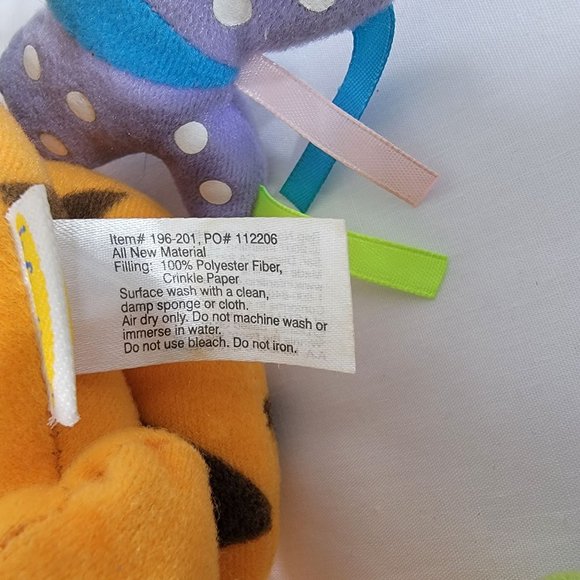 Item# 196-201, PO# 112206
All New Material
Filling: 100% Polyester Fiber,
Crinkle Paper
Surface wash with a clean,
damp sponge or cloth.
Air dry only. Do not machine wash or
immerse in water.
Do not use bleach. Do not iron.